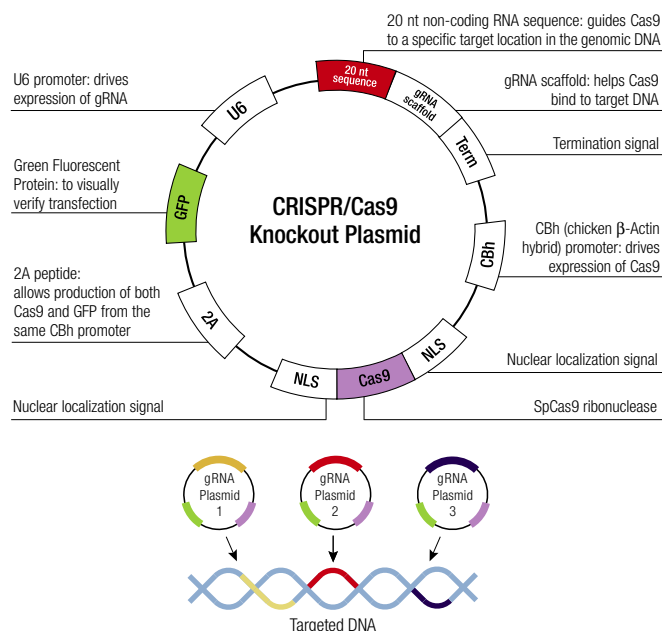 20 nt non-coding RNA sequence: guides Cas9
to a specific target location in the genomic DNA
U6 promoter: drives
expression of gRNA
20 nt
sequence
gRNA
scaffold
gRNA scaffold: helps Cas9
bind to target DNA
U6
Term
Termination signal
Green Fluorescent
Protein: to visually
verify transfection
GFP
CRISPR/Cas9
Knockout Plasmid
CBh
CBh (chicken β-Actin
hybrid) promoter: drives
expression of Cas9
2A peptide:
allows production of both
Cas9 and GFP from the
same CBh promoter
2A
NLS
Cas9
NLS
Nuclear localization signal
Nuclear localization signal
SpCas9 ribonuclease
gRNA
Plasmid
1
gRNA
Plasmid
2
gRNA
Plasmid
3
Targeted DNA